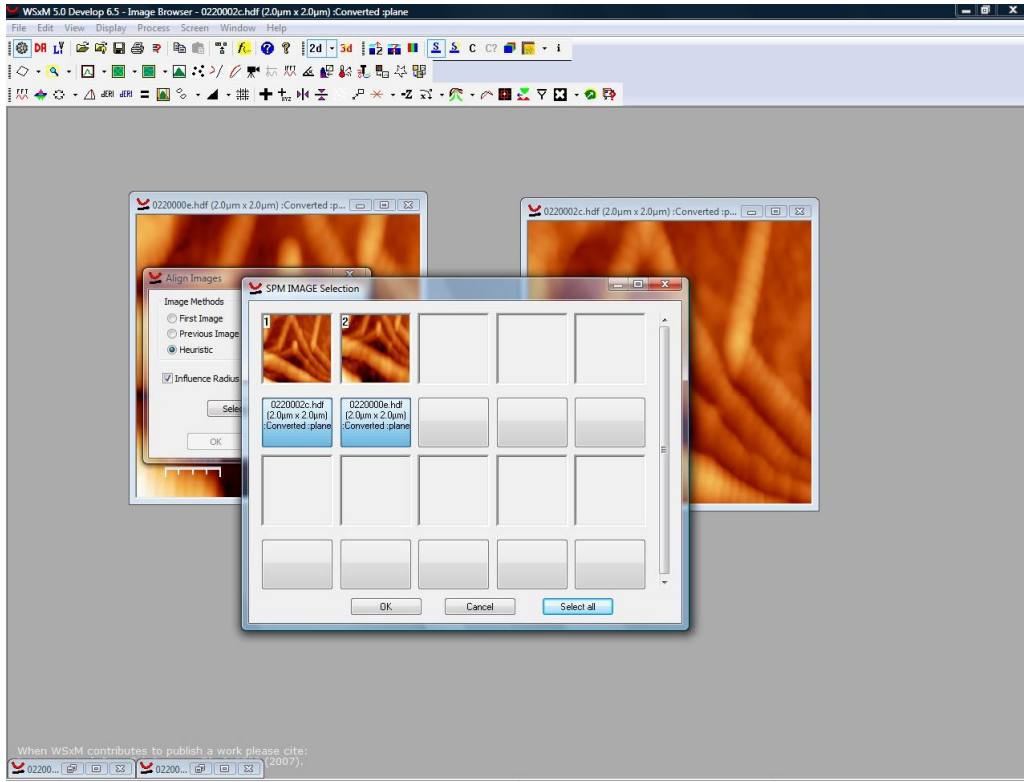 WSxM 5.0 Develop 6.5 - Image Browser - 0220002c.hdf (2.0µm x 2.0µm) :Converted :plane
File Edit View Display Process Screen Window Help
2d 3d
S S C C? i
0220000e.hdf (2.0µm x 2.0µm) :Converted :p...
0220002c.hdf (2.0µm x 2.0µm) :Converted :p...
Align Images
Image Methods
First Image
Previous Image
Heuristic
Influence Radius
OK
SPM IMAGE Selection
1 2
0220002c.hdf
(2.0µm x 2.0µm)
:Converted :plane
0220000e.hdf
(2.0µm x 2.0µm)
:Converted :plane
OK Cancel Select all
When WSxM contributes to publish a work please cite:
(2007).
02200... 02200...